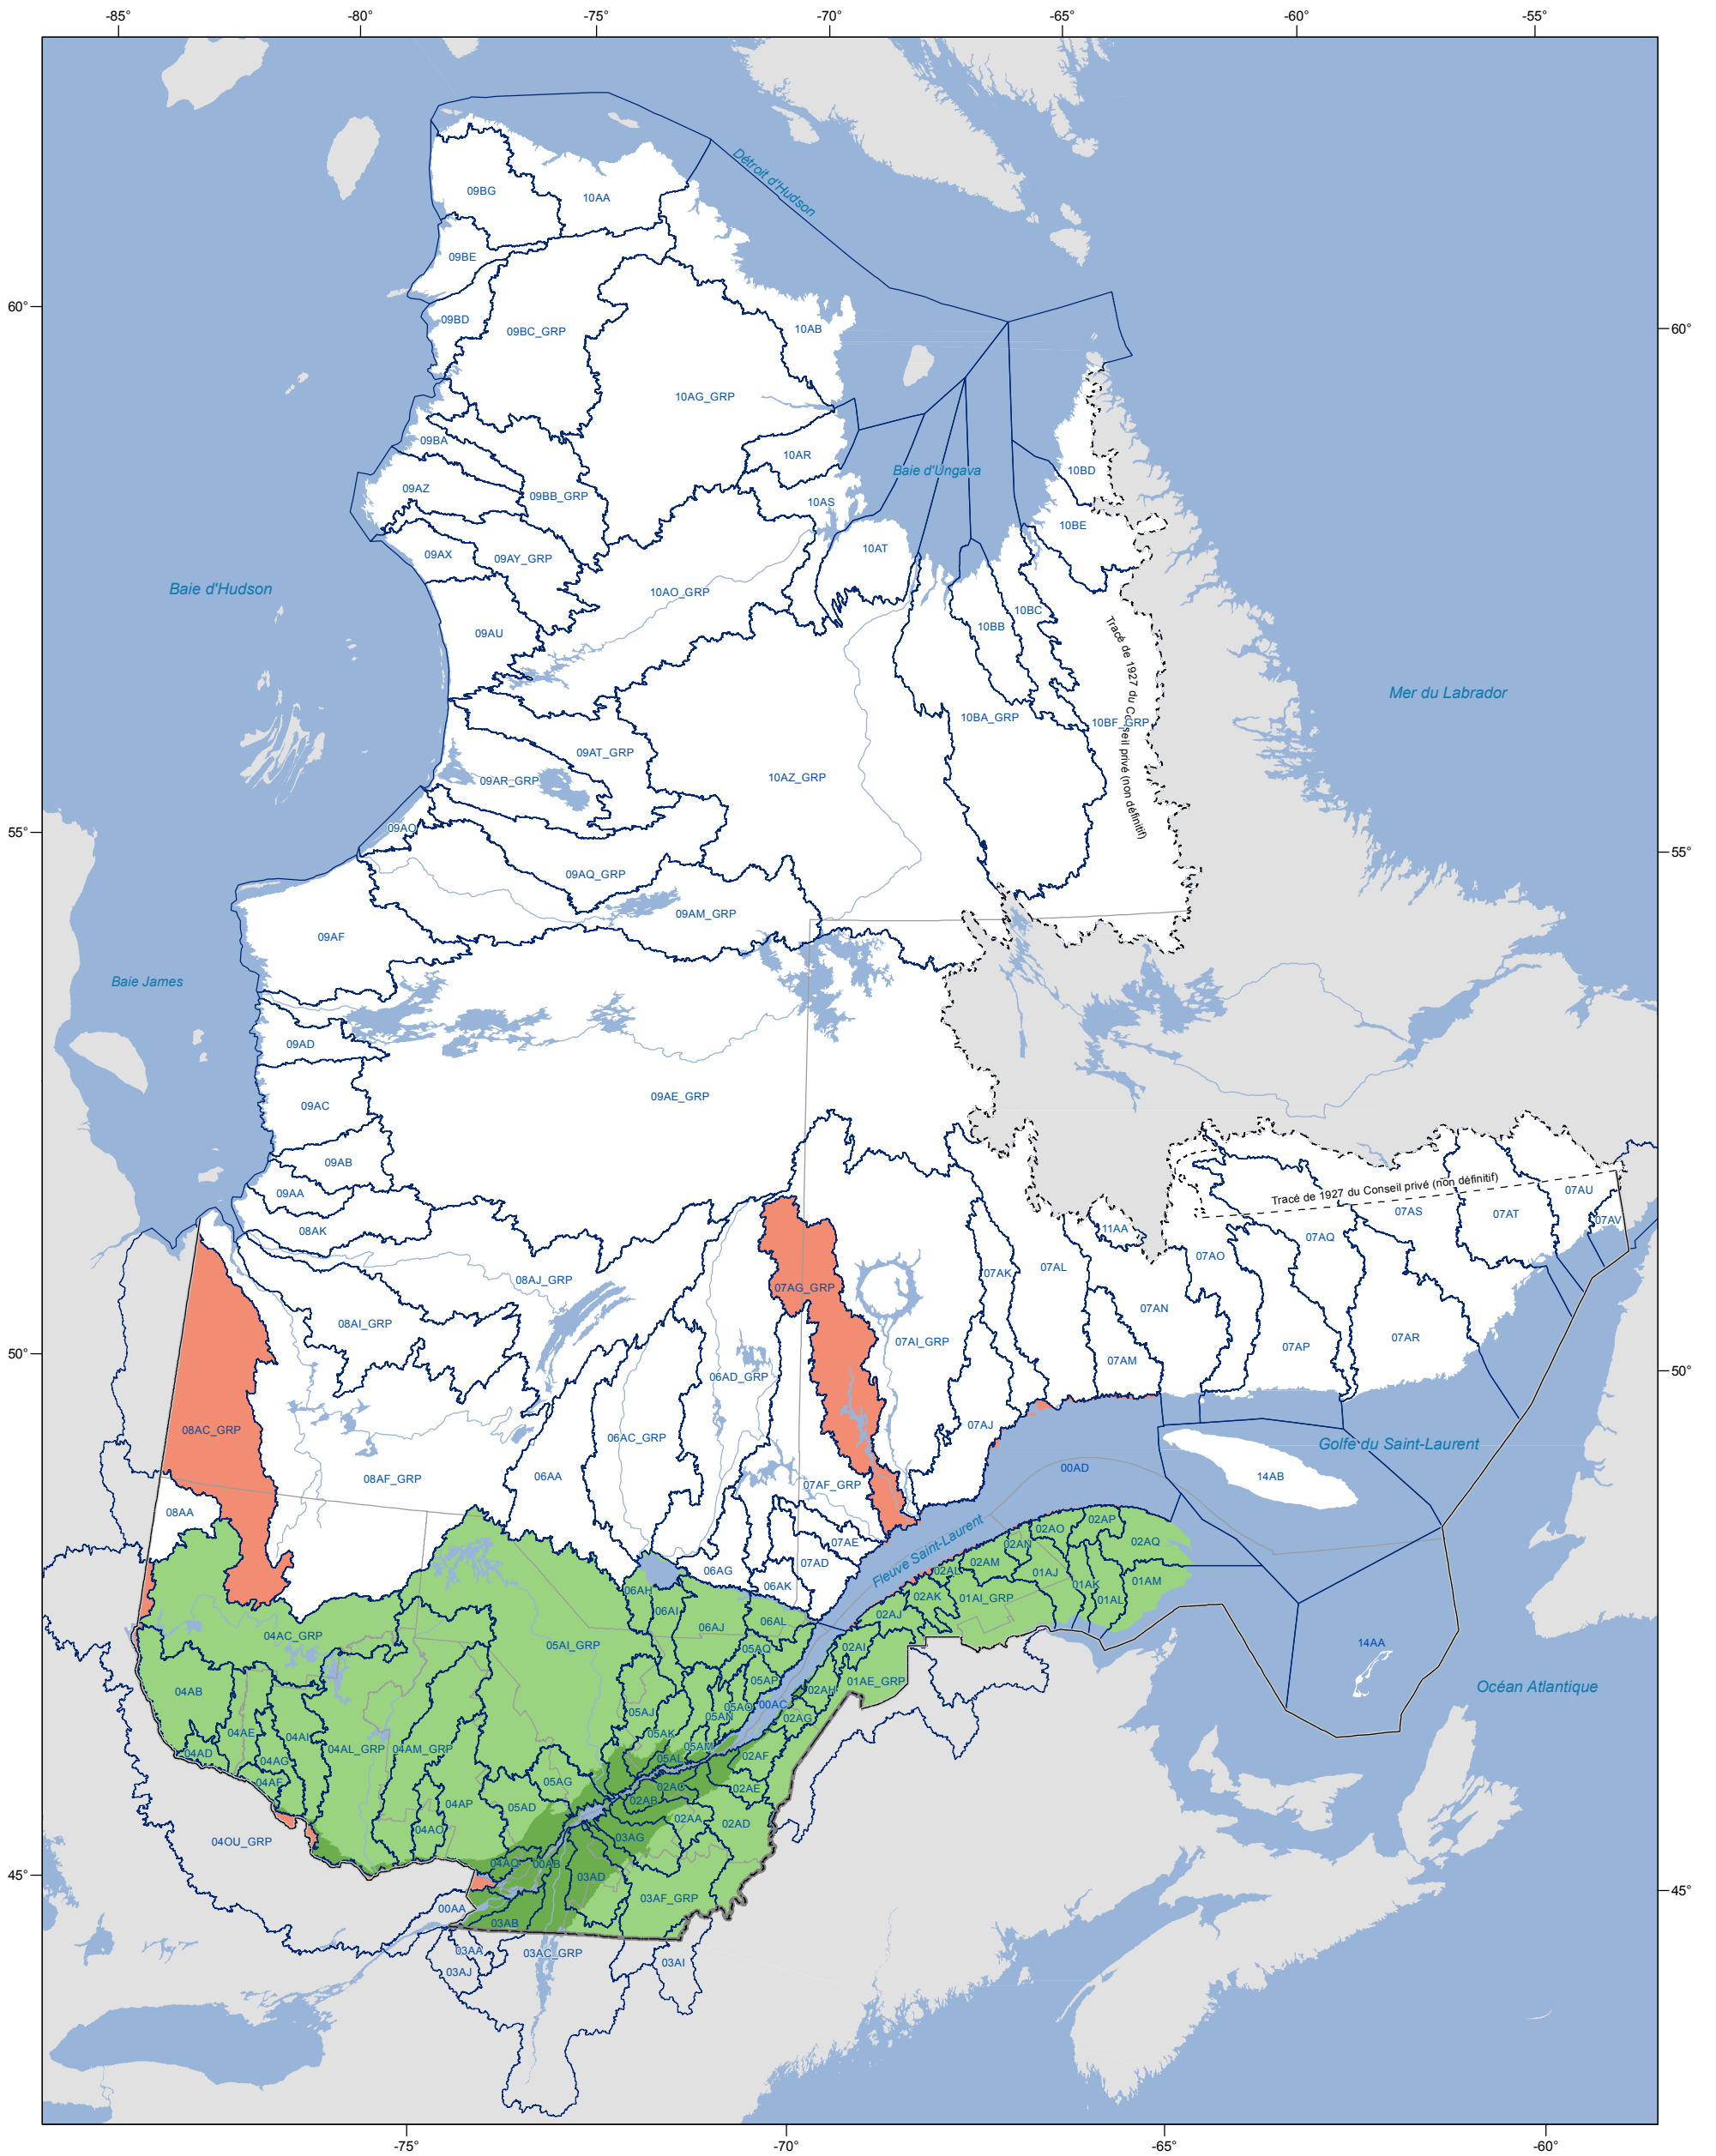 -85°
-80°
-75°
-70°
-65°
-60°
-55°
Détroit d'Hudson
09BG
10AA
09BE
60°
09BD
09BC_GRP
10AB
60°
10AG_GRP
09BA
10AR
Baie d'Ungava
10BD
09AZ
09BB_GRP
10AS
10BE
09AX
09AY_GRP
10AT
Baie d'Hudson
10AO_GRP
10BC
09AU
10BB
Tracé de 1927 du Conseil privé (non définitif)
Mer du Labrador
10BA_GRP
10BF_GRP
09AT_GRP
09AR_GRP
10AZ_GRP
55°
09AO
55°
09AQ_GRP
09AM_GRP
09AF
Baie James
09AD
09AE_GRP
09AC
09AB
09AA
Tracé de 1927 du Conseil privé (non définitif)
07AU
08AK
11AA
07AS
07AT
07AV
07AQ
07AO
08AJ_GRP
07AK
07AL
07AG_GRP
08AI_GRP
07AN
07AI_GRP
07AP
07AR
50°
07AM
50°
06AD_GRP
08AC_GRP
06AC_GRP
07AJ
Golfe du Saint-Laurent
00AD
08AF_GRP
06AA
07AF_GRP
14AB
08AA
02AP
02AO
02AQ
07AE
02AN
Fleuve Saint-Laurent
07AD
02AM
06AG
02AL
01AJ
06AK
01AK
01AM
06AH
02AK
01AI_GRP
01AL
06AI
02AJ
06AL
06AJ
04AC_GRP
05AI_GRP
05AQ
02AI
14AA
05AP
01AE_GRP
04AB
02AH
Océan Atlantique
05AO
00AC
05AJ
05AN
02AG
04AE
04AI
05AK
04AL_GRP
04AM_GRP
05AM
04AD
05AL
02AF
04AG
04AF
05AG
02AC
02AE
02AB
04AP
05AD
02AA
02AD
04AO
03AG
04OU_GRP
45°
04AQ
00AB
03AD
45°
03AF_GRP
00AA
03AB
03AA
03AC_GRP
03AI
03AJ
-75°
-70°
-65°
-60°